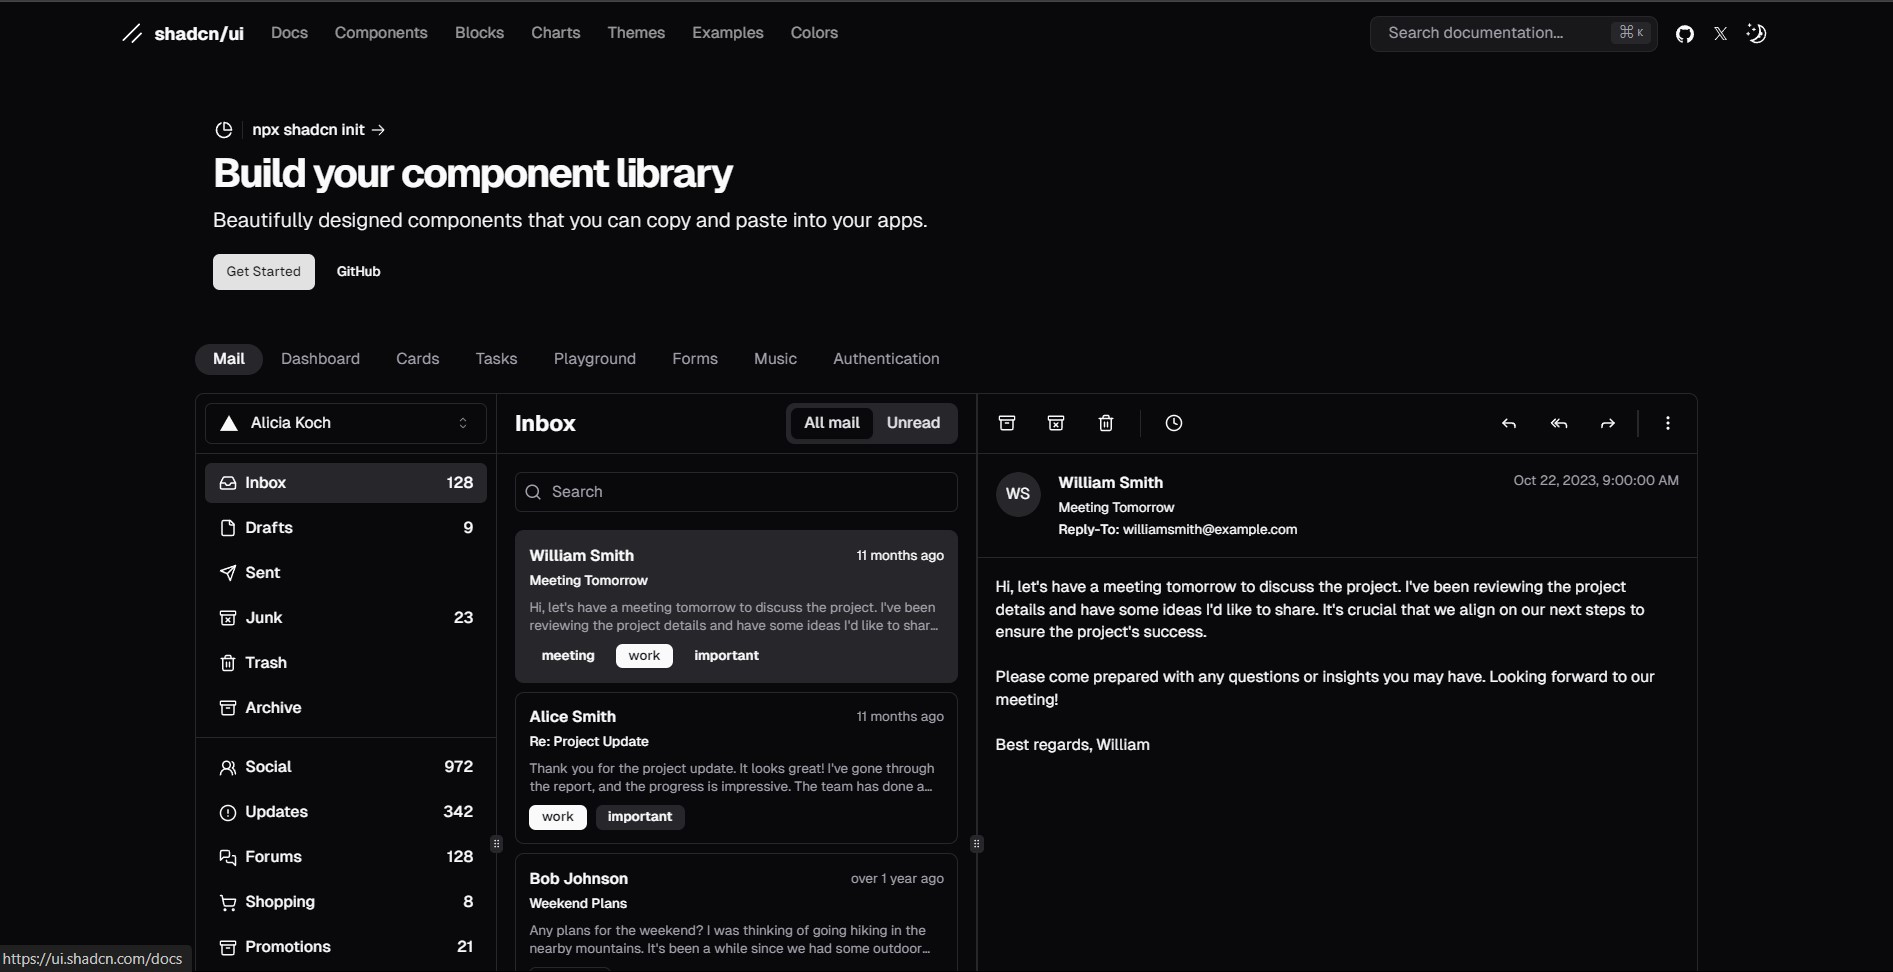 shadcn/ui Docs Components Blocks Charts Themes Examples Colors Search documentation... ⌘ K
npx shadcn init →
Build your component library
Beautifully designed components that you can copy and paste into your apps.
Get Started GitHub
Mail Dashboard Cards Tasks Playground Forms Music Authentication
Alicia Koch
Inbox 128
Drafts 9
Sent
Junk 23
Trash
Archive
Social 972
Updates 342
Forums 128
Shopping 8
Promotions 21
Inbox All mail Unread
Search
William Smith 11 months ago
Meeting Tomorrow
Hi, let's have a meeting tomorrow to discuss the project. I've been
reviewing the project details and have some ideas I'd like to shar...
meeting work important
Alice Smith 11 months ago
Re: Project Update
Thank you for the project update. It looks great! I've gone through
the report, and the progress is impressive. The team has done a...
work important
Bob Johnson over 1 year ago
Weekend Plans
Any plans for the weekend? I was thinking of going hiking in the
nearby mountains. It's been a while since we had some outdoor...
WS William Smith Oct 22, 2023, 9:00:00 AM
Meeting Tomorrow
Reply-To: williamsmith@example.com
Hi, let's have a meeting tomorrow to discuss the project. I've been reviewing the project
details and have some ideas I'd like to share. It's crucial that we align on our next steps to
ensure the project's success.
Please come prepared with any questions or insights you may have. Looking forward to our
meeting!
Best regards, William
https://ui.shadcn.com/docs